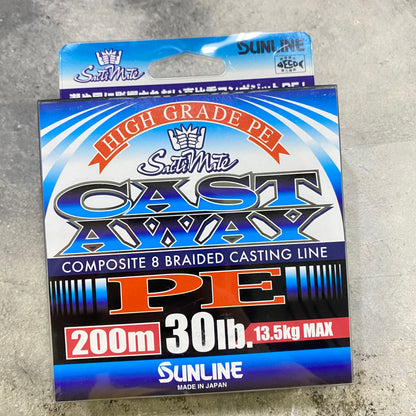 SaltiMate
SUNLINE
ECO
HIGH GRADE PE
SaltiMate
CAST
AWAY
COMPOSITE 8 BRAIDED CASTING LINE
PE
200m 30lb. 13.5kg MAX
SUNLINE
MADE IN JAPAN